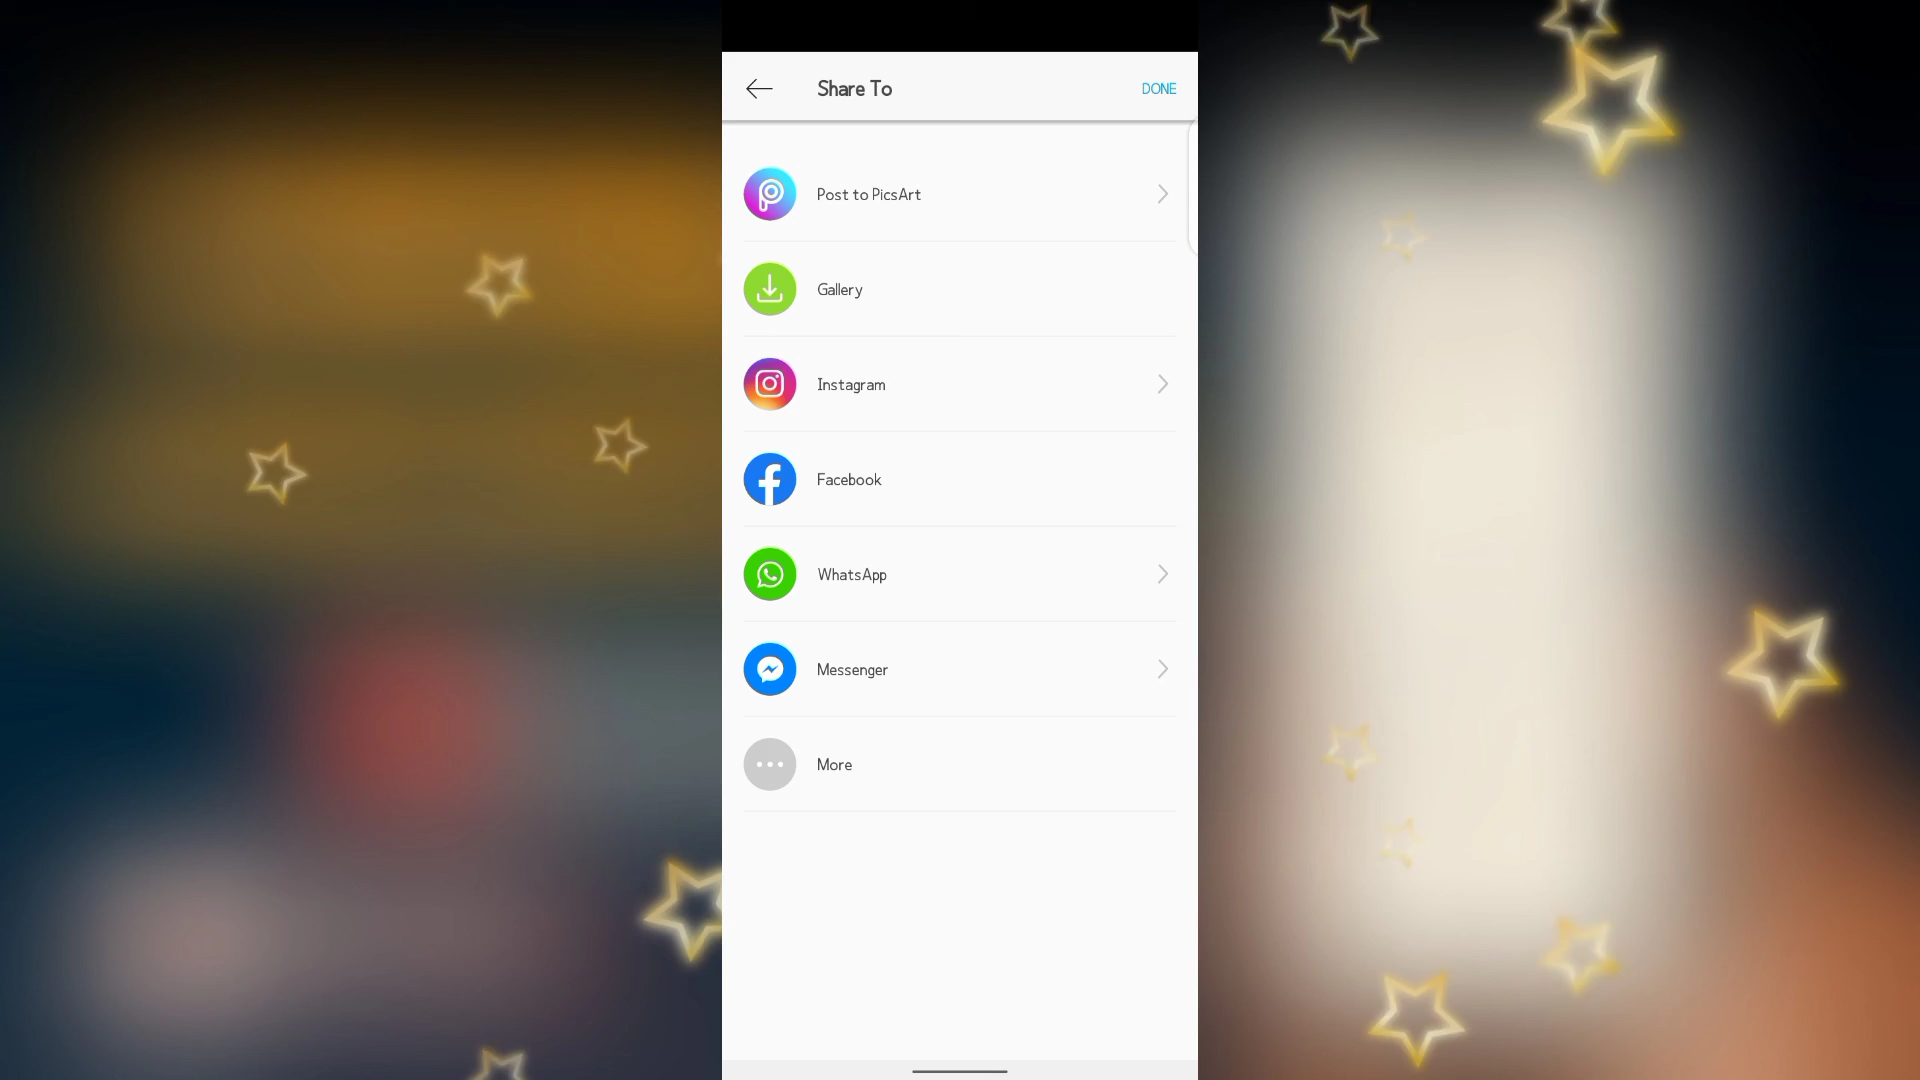 Share To
DONE
Post to PicsArt
Gallery
Instagram
Facebook
WhatsApp
Messenger
More